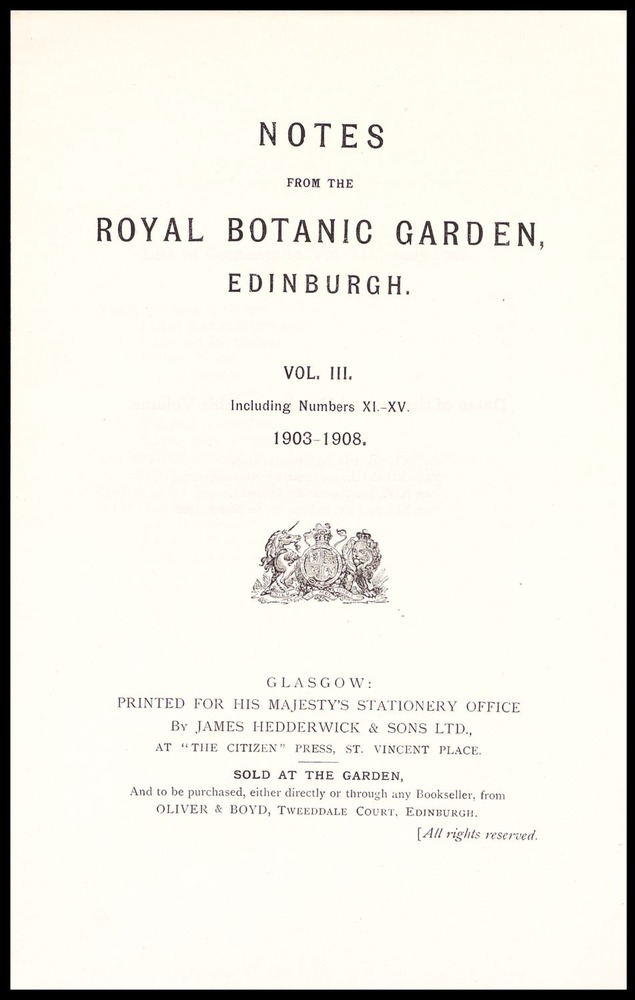 NOTES
FROM THE
ROYAL BOTANIC GARDEN,
EDINBURGH.
VOL. III.
Including Numbers XI.-XV.
1903-1908.
GLASGOW:
PRINTED FOR HIS MAJESTY'S STATIONERY OFFICE
BY JAMES HEDDERWICK & SONS LTD.,
AT "THE CITIZEN" PRESS, ST. VINCENT PLACE.
SOLD AT THE GARDEN,
And to be purchased, either directly or through any Bookseller, from
OLIVER & BOYD, TWEEDDALE COURT, EDINBURGH.
[All rights reserved.